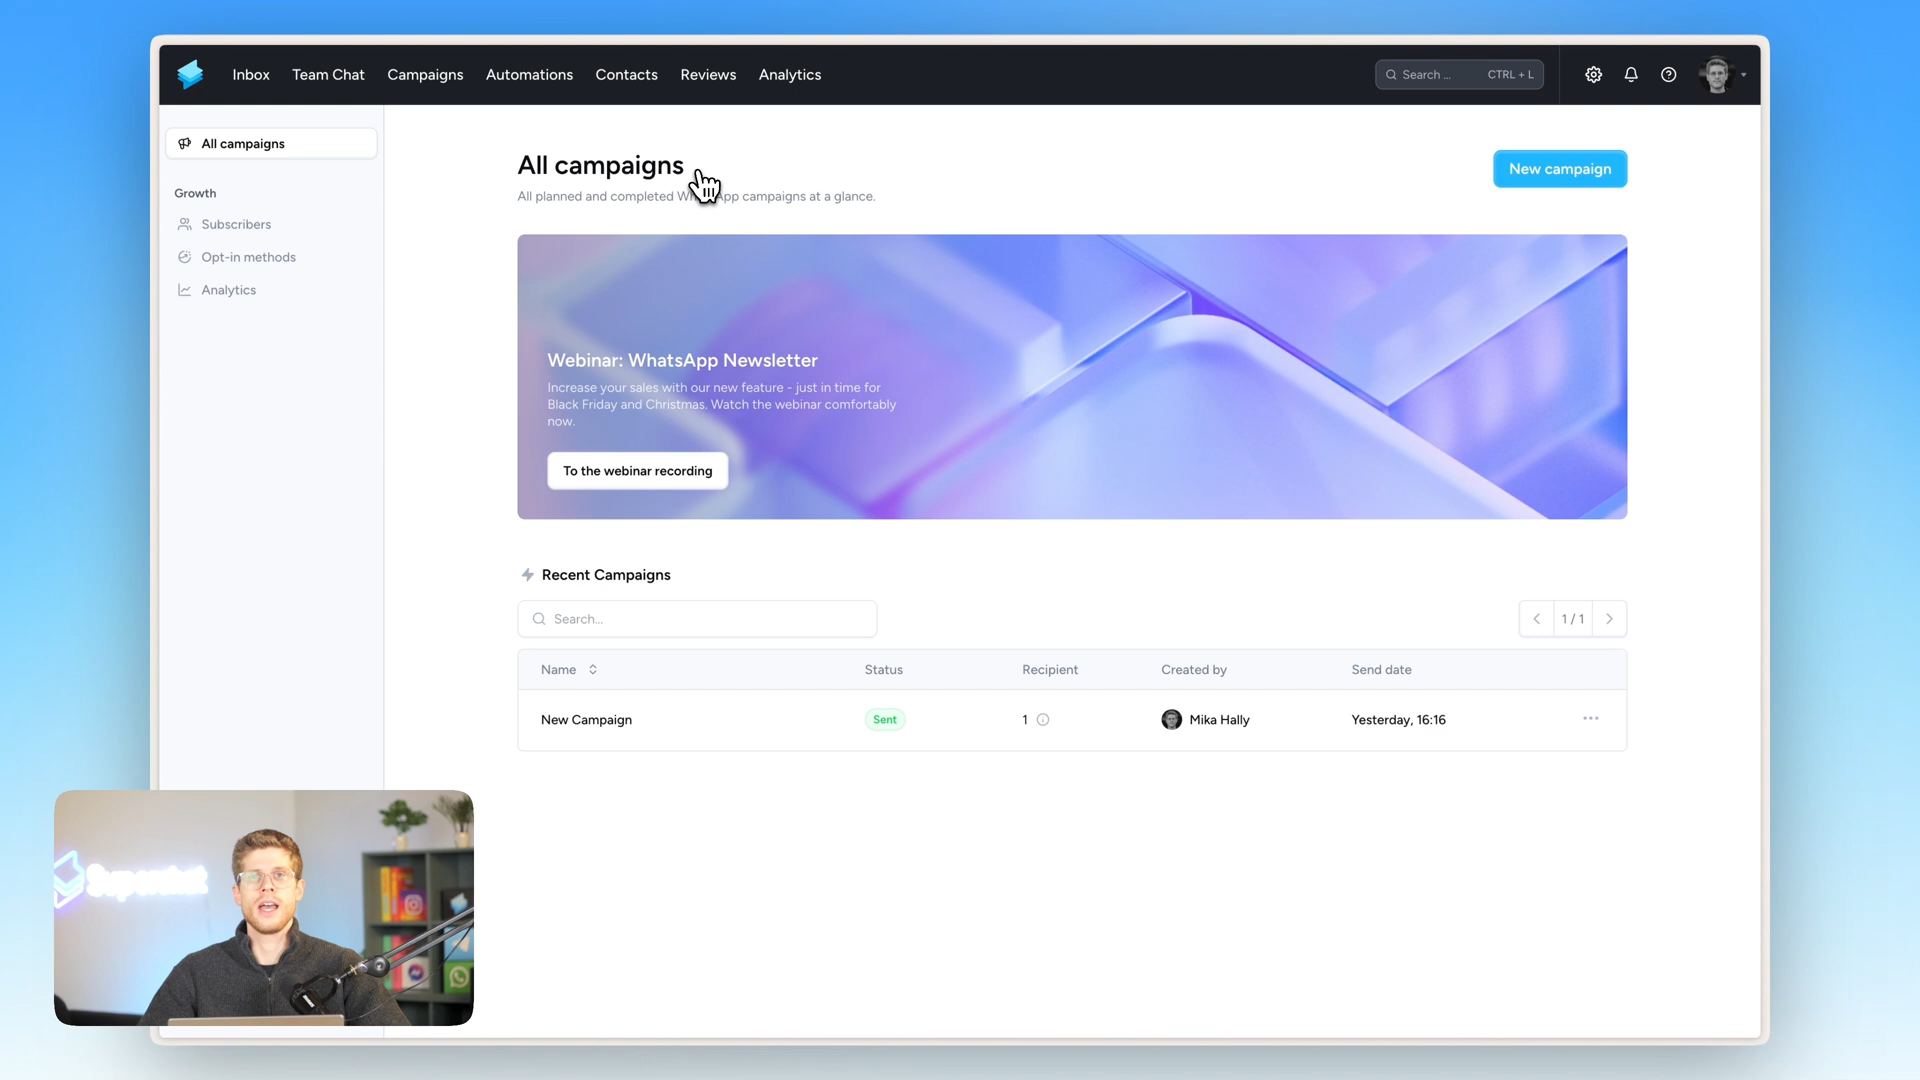 Inbox Team Chat Campaigns Automations Contacts Reviews Analytics
Search ... CTRL + L
All campaigns
Growth
Subscribers
Opt-in methods
Analytics
All campaigns
New campaign
All planned and completed WhatsApp campaigns at a glance.
Webinar: WhatsApp Newsletter
Increase your sales with our new feature - just in time for
Black Friday and Christmas. Watch the webinar comfortably
now.
To the webinar recording
Recent Campaigns
Search...
1 / 1
Name Status Recipient Created by Send date
New Campaign Sent 1 Mika Hally Yesterday, 16:16
Superchat